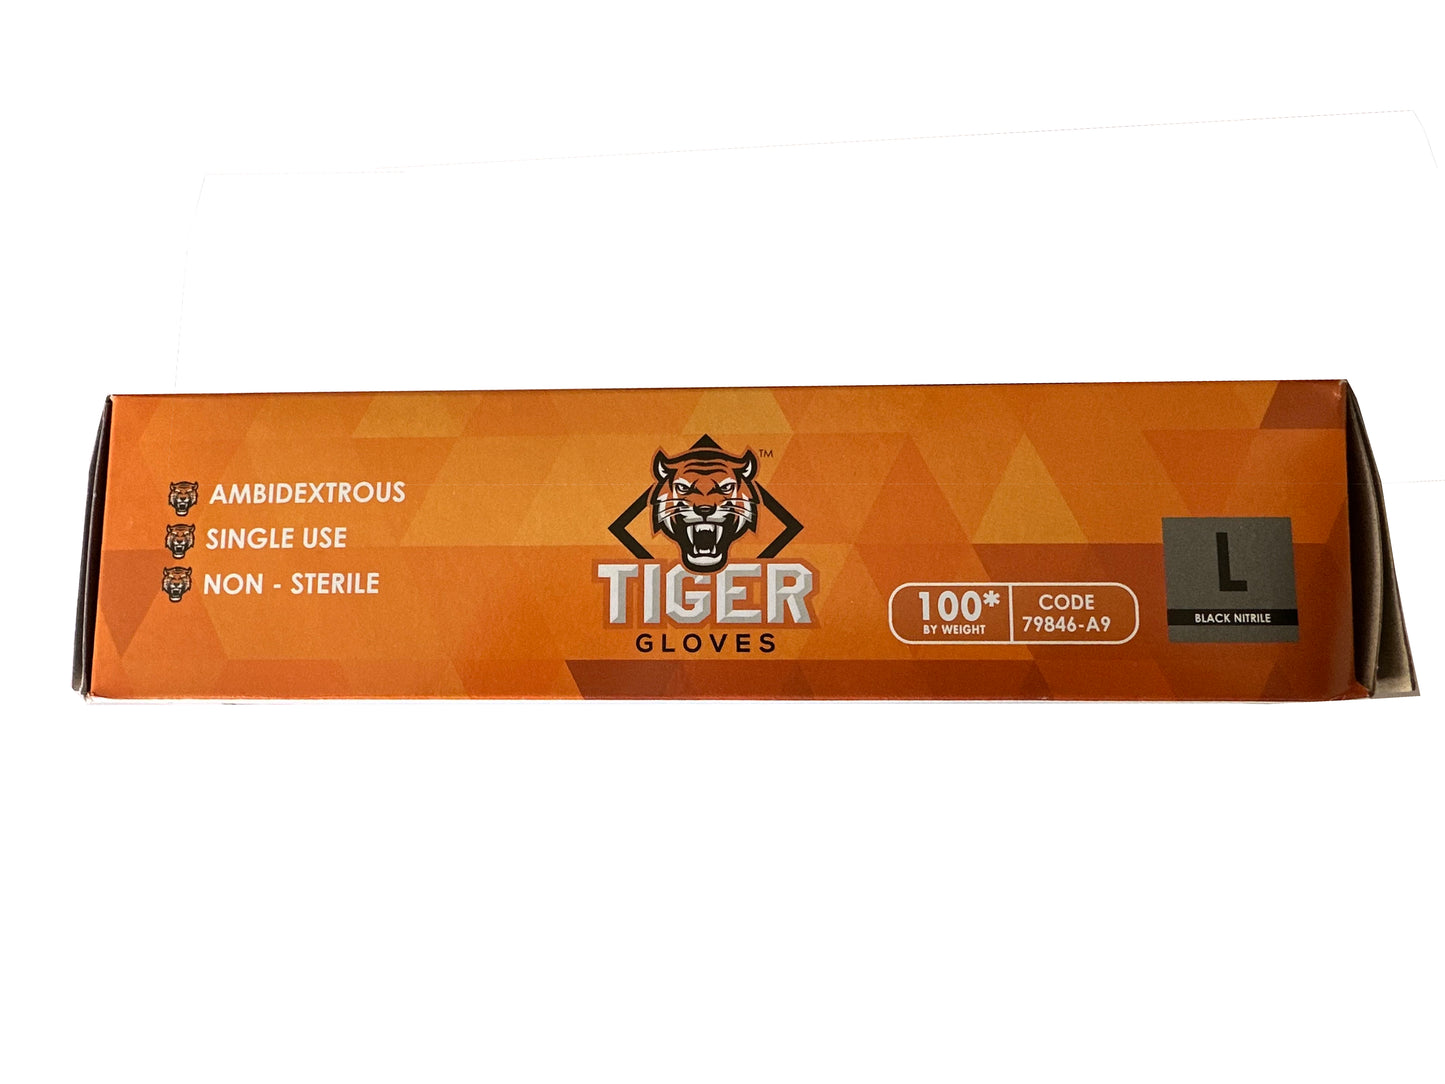 AMBIDEXTROUS
SINGLE USE
NON - STERILE
TM
TIGER
GLOVES
100*
BY WEIGHT
CODE
79846-A9
L
BLACK NITRILE